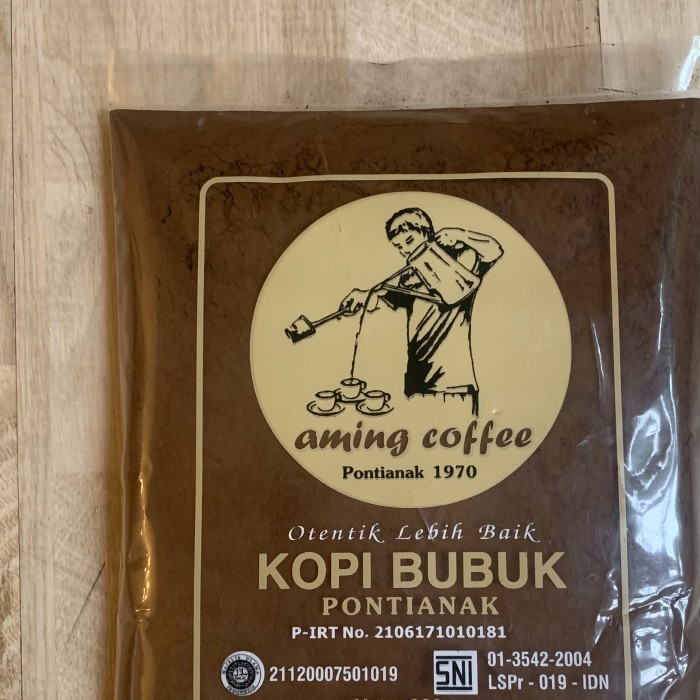 aming coffee
Pontianak 1970
Otentik Lebih Baik
KOPI BUBUK
PONTIANAK
P-IRT No. 2106171010181
21120007501019
SNI
01-3542-2004
LSPr - 019 - IDN